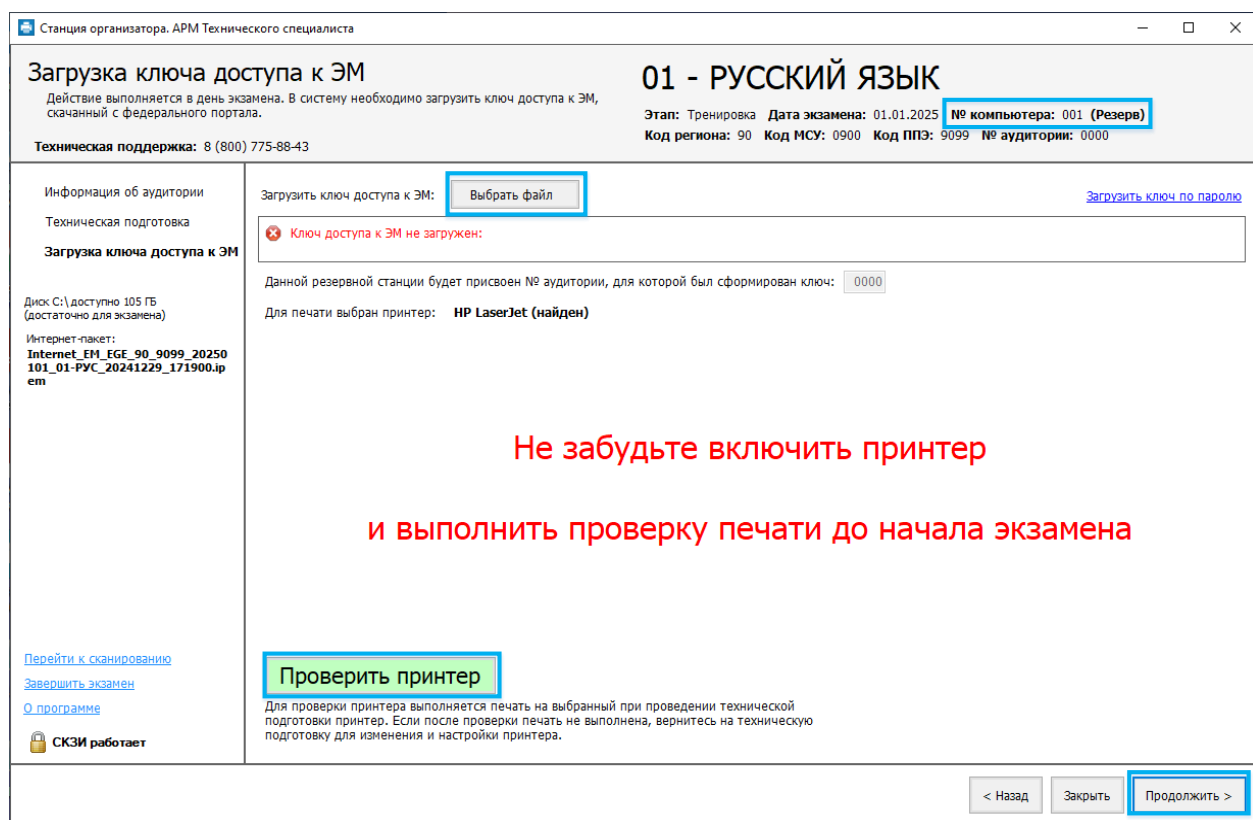 Станция организатора. АРМ Технического специалиста
Загрузка ключа доступа к ЭМ
Действие выполняется в день экзамена. В систему необходимо загрузить ключ доступа к ЭМ,
скачанный с федерального портала.
Техническая поддержка: 8 (800) 775-88-43
01 - РУССКИЙ ЯЗЫК
Этап: Тренировка Дата экзамена: 01.01.2025 № компьютера: 001 (Резерв)
Код региона: 90 Код МСУ: 0900 Код ППЭ: 9099 № аудитории: 0000
Информация об аудитории
Техническая подготовка
Загрузка ключа доступа к ЭМ
Диск C:\ доступно 105 ГБ
(достаточно для экзамена)
Интернет-пакет:
Internet_EM_EGE_90_9099_20250
101_01-РУС_20241229_171900.ip
em
Перейти к сканированию
Завершить экзамен
О программе
СКЗИ работает
Загрузить ключ доступа к ЭМ: Выбрать файл Загрузить ключ по паролю
Ключ доступа к ЭМ не загружен:
Данной резервной станции будет присвоен № аудитории, для которой был сформирован ключ: 0000
Для печати выбран принтер: HP LaserJet (найден)
Не забудьте включить принтер
и выполнить проверку печати до начала экзамена
Проверить принтер
Для проверки принтера выполняется печать на выбранный при проведении технической
подготовки принтер. Если после проверки печать не выполнена, вернитесь на техническую
подготовку для изменения и настройки принтера.
< Назад Закрыть Продолжить >